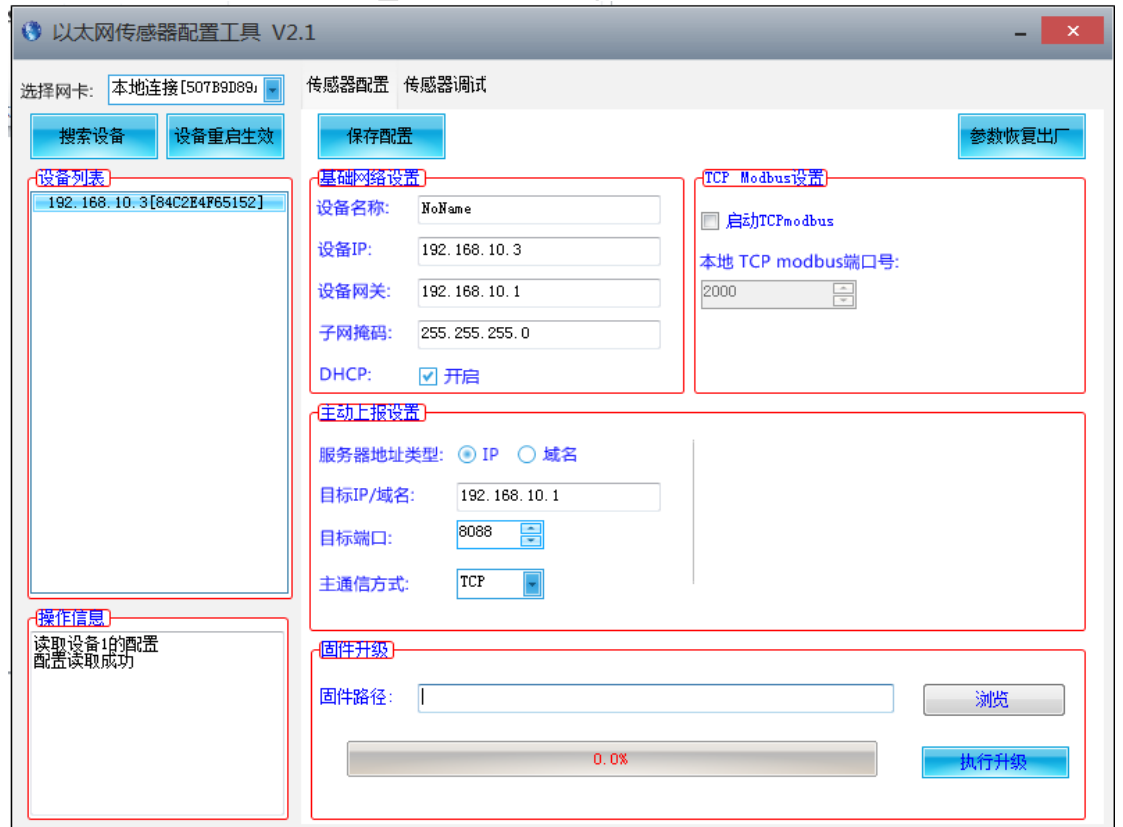 以太网传感器配置工具 V2.1
选择网卡:
本地连接[507B9D89
传感器配置 传感器调试
搜索设备 设备重启生效
保存配置
参数恢复出厂
设备列表
192.168.10.3[84C2E4F65152]
基础网络设置
设备名称: NoName
设备IP: 192.168.10.3
设备网关: 192.168.10.1
子网掩码: 255.255.255.0
DHCP: 开启
TCP Modbus设置
启动TCPmodbus
本地 TCP modbus端口号:
2000
主动上报设置
服务器地址类型: IP 域名
目标IP/域名: 192.168.10.1
目标端口: 8088
主通信方式: TCP
操作信息
读取设备1的配置
配置读取成功
固件升级
固件路径: 浏览
0.0% 执行升级